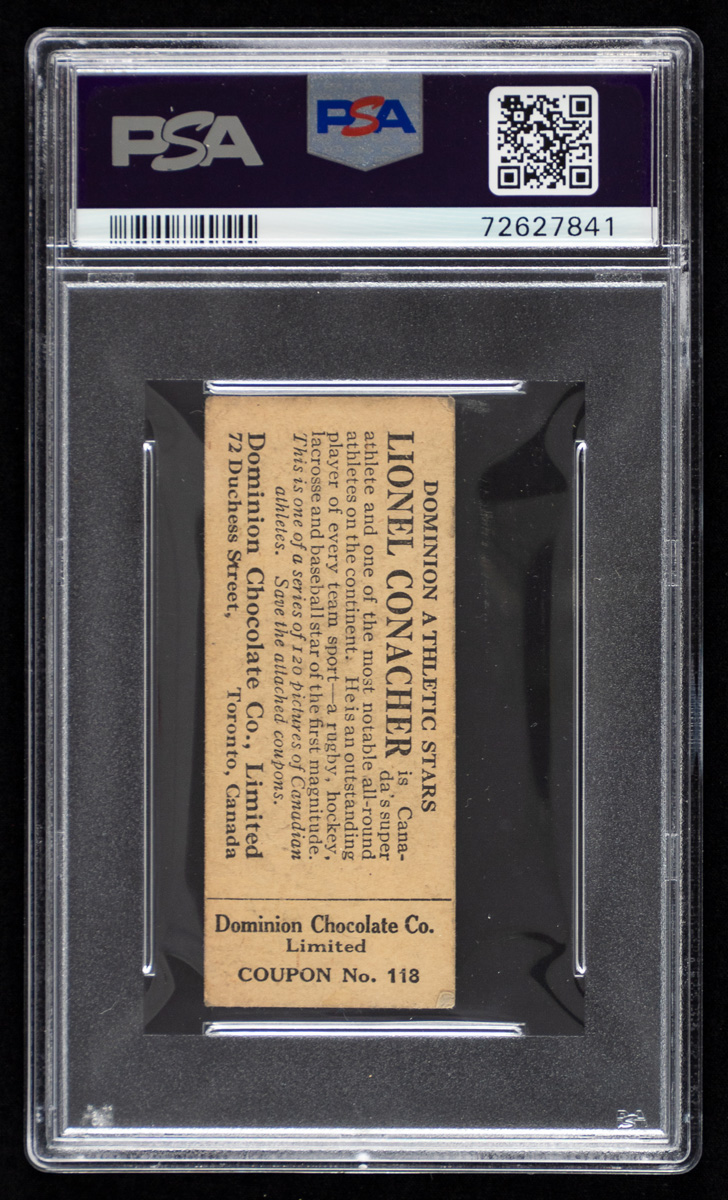 PSA
PSA
72627841
DOMINION ATHLETIC STARS
LIONEL CONACHER is Cana-
da's super
athlete and one of the most notable all-round
athletes on the continent. He is an outstanding
player of every team sport—a rugby, hockey,
lacrosse and baseball star of the first magnitude.
This is one of a series of 120 pictures of Canadian
athletes. Save the attached coupons.
Dominion Chocolate Co., Limited
72 Duchess Street, Toronto, Canada
Dominion Chocolate Co.
Limited
COUPON No. 118
PSA